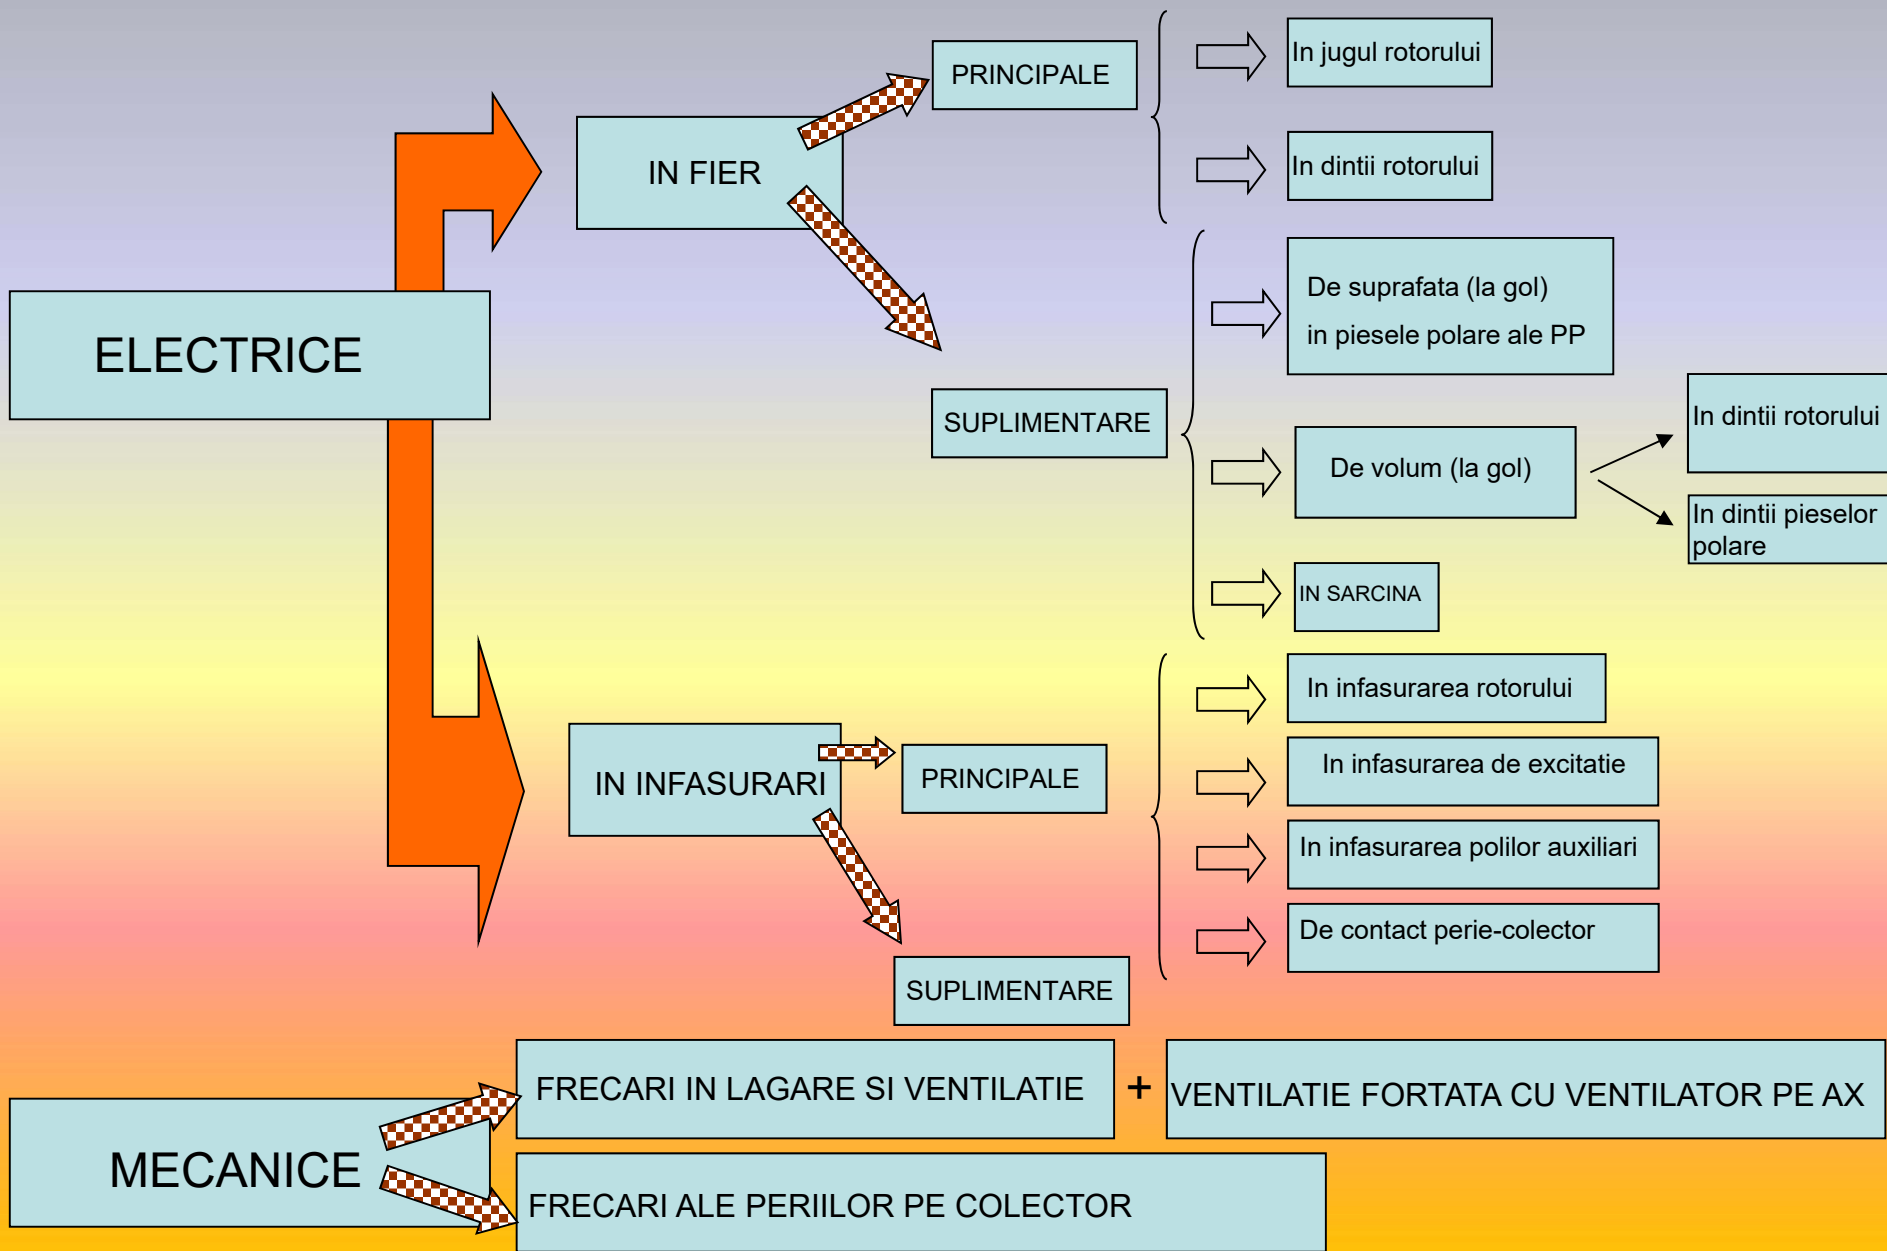 ELECTRICE
IN FIER
PRINCIPALE
In jugul rotorului
In dintii rotorului
SUPLIMENTARE
De suprafata (la gol)
in piesele polare ale PP
De volum (la gol)
In dintii rotorului
In dintii pieselor
polare
IN SARCINA
IN INFASURARI
PRINCIPALE
In infasurarea rotorului
In infasurarea de excitatie
In infasurarea polilor auxiliari
De contact perie-colector
SUPLIMENTARE
MECANICE
FRECARI IN LAGARE SI VENTILATIE
+
VENTILATIE FORTATA CU VENTILATOR PE AX
FRECARI ALE PERIILOR PE COLECTOR